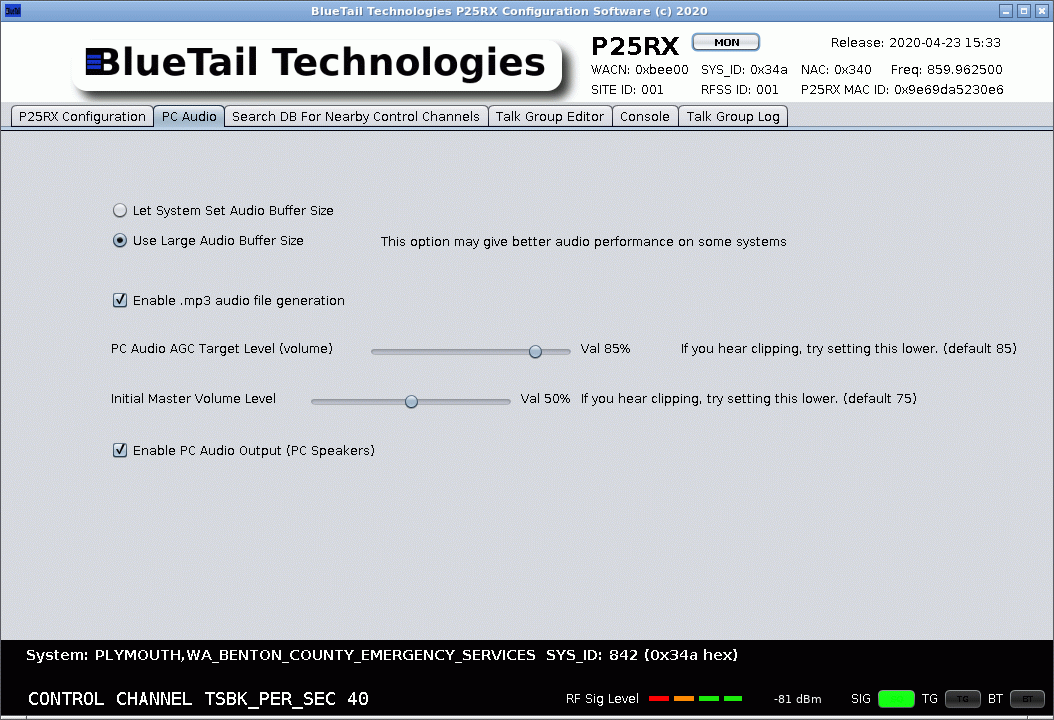 BlueTail Technologies P25RX Configuration Software (c) 2020
BlueTail Technologies
P25RX MON Release: 2020-04-23 15:33
WACN: 0xbee00 SYS_ID: 0x34a NAC: 0x340 Freq: 859.962500
SITE ID: 001 RFSS ID: 001 P25RX MAC ID: 0x9e69da5230e6
P25RX Configuration PC Audio Search DB For Nearby Control Channels Talk Group Editor Console Talk Group Log
Let System Set Audio Buffer Size
Use Large Audio Buffer Size This option may give better audio performance on some systems
Enable .mp3 audio file generation
PC Audio AGC Target Level (volume) Val 85% If you hear clipping, try setting this lower. (default 85)
Initial Master Volume Level Val 50% If you hear clipping, try setting this lower. (default 75)
Enable PC Audio Output (PC Speakers)
System: PLYMOUTH,WA_BENTON_COUNTY_EMERGENCY_SERVICES SYS_ID: 842 (0x34a hex)
CONTROL CHANNEL TSBK_PER_SEC 40 RF Sig Level -81 dBm SIG TG TG BT BT